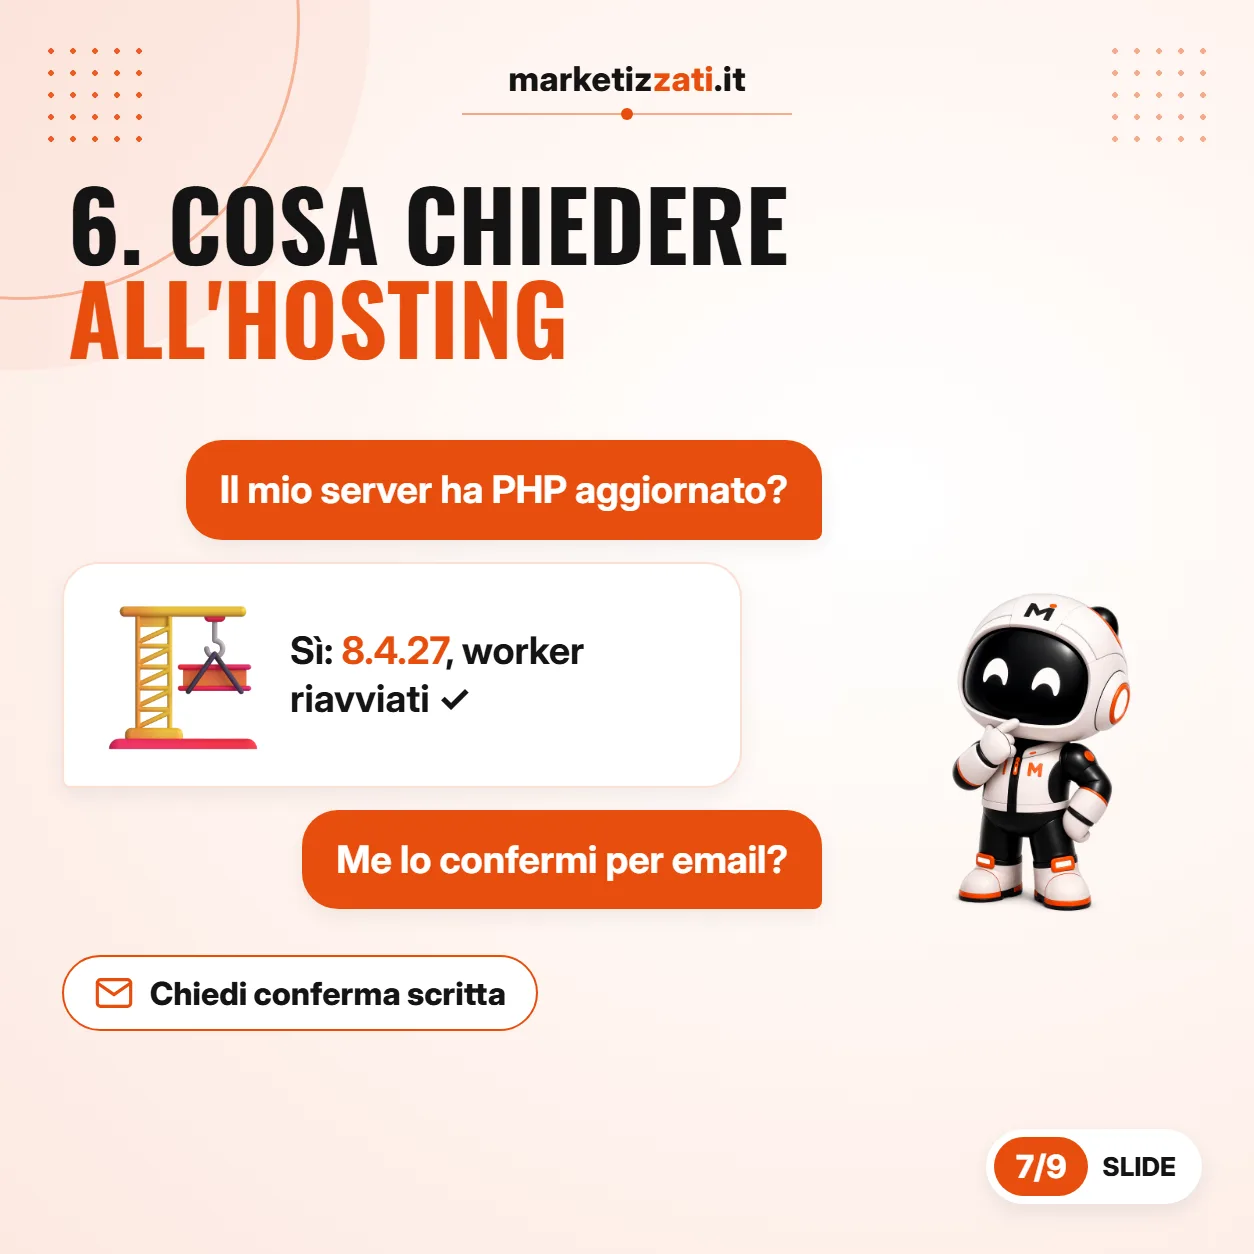 marketizzati.it
6. COSA CHIEDERE
ALL'HOSTING
Il mio server ha PHP aggiornato?
Sì: 8.4.27, worker
riavviati ✓
Me lo confermi per email?
Chiedi conferma scritta
M
M
7/9 SLIDE